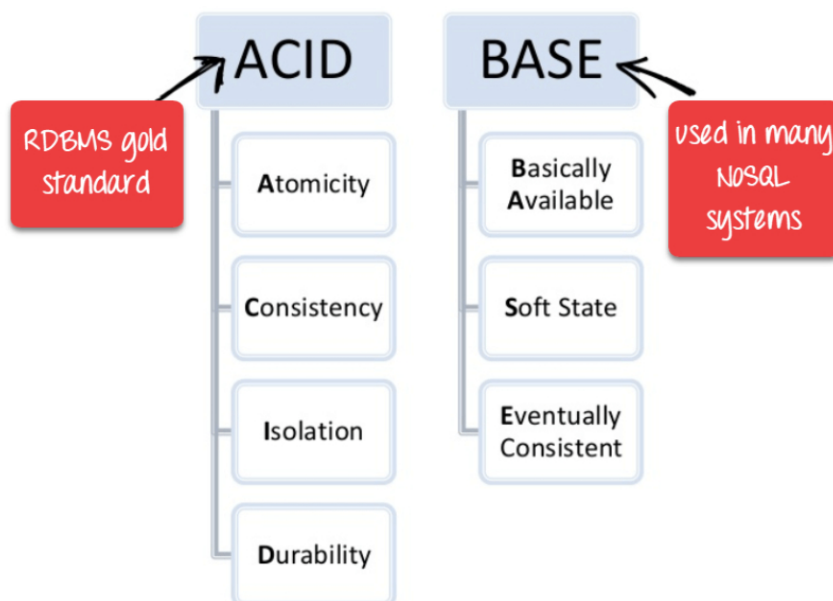 ACID
BASE
RDBMS gold
standard
used in many
NoSQL
systems
Atomicity
Consistency
Isolation
Durability
Basically
Available
Soft State
Eventually
Consistent